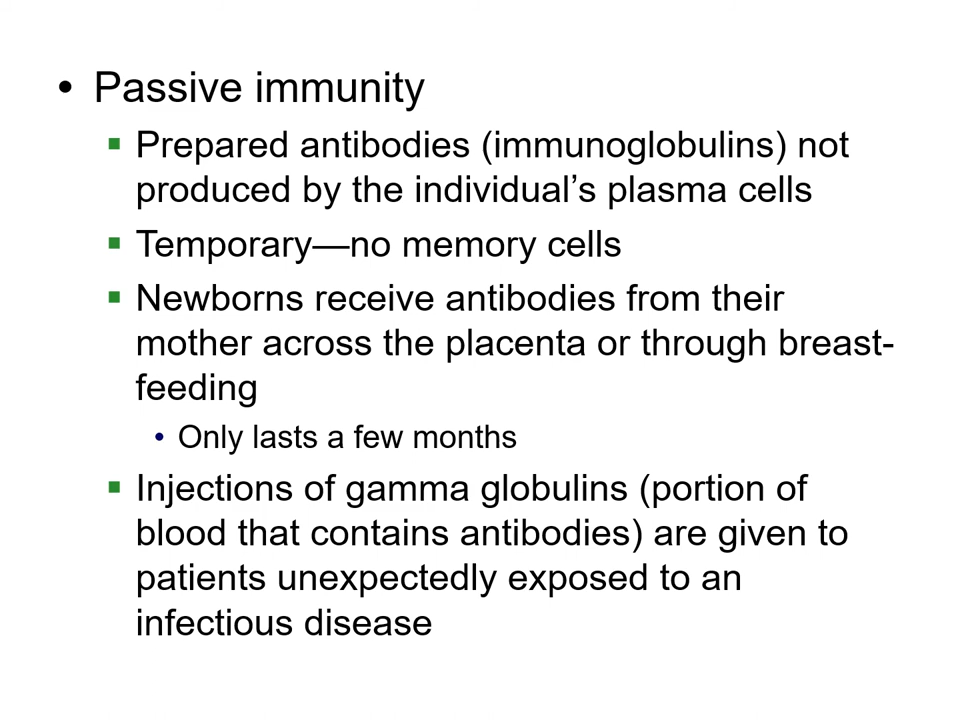 • Passive immunity
▪ Prepared antibodies (immunoglobulins) not
produced by the individual’s plasma cells
▪ Temporary—no memory cells
▪ Newborns receive antibodies from their
mother across the placenta or through breast-
feeding
• Only lasts a few months
▪ Injections of gamma globulins (portion of
blood that contains antibodies) are given to
patients unexpectedly exposed to an
infectious disease